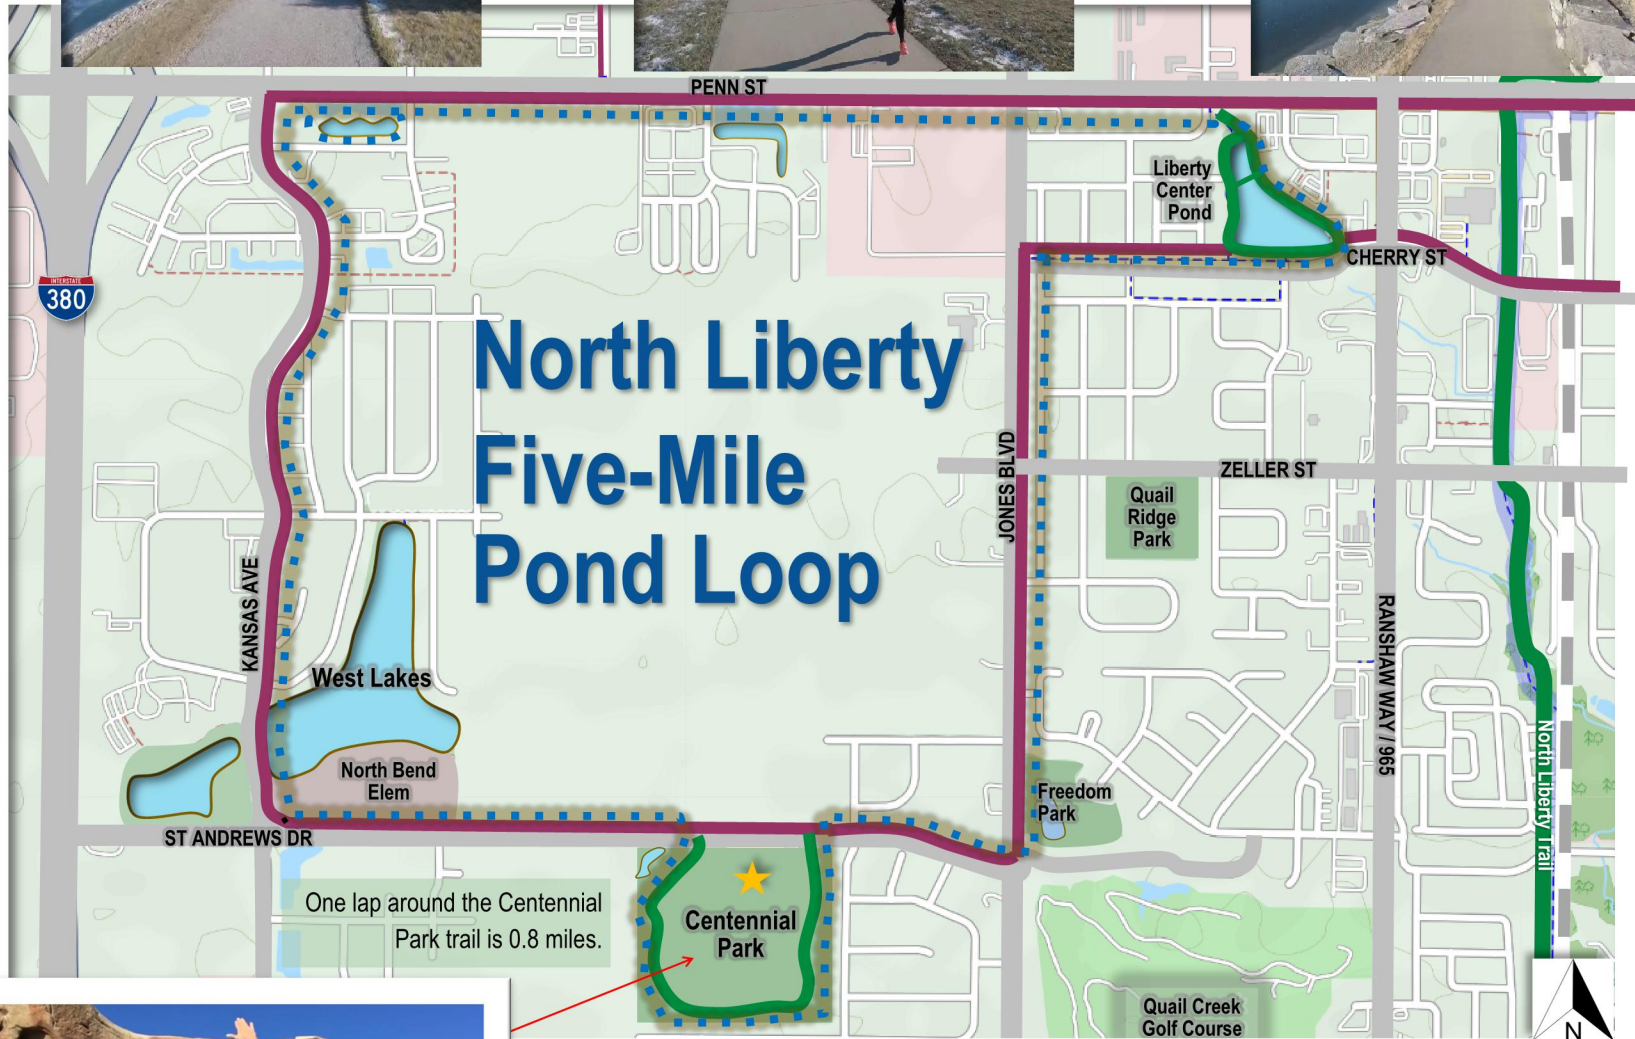 PENN ST
Liberty
Center
Pond
CHERRY ST
INTERSTATE
380
North Liberty
Five-Mile
Pond Loop
JONES BLVD
ZELLER ST
Quail
Ridge
Park
KANSAS AVE
RANSHAW WAY / 965
West Lakes
North Bend
Elem
Freedom
Park
North Liberty Trail
ST ANDREWS DR
One lap around the Centennial
Park trail is 0.8 miles.
Centennial
Park
Quail Creek
Golf Course
N